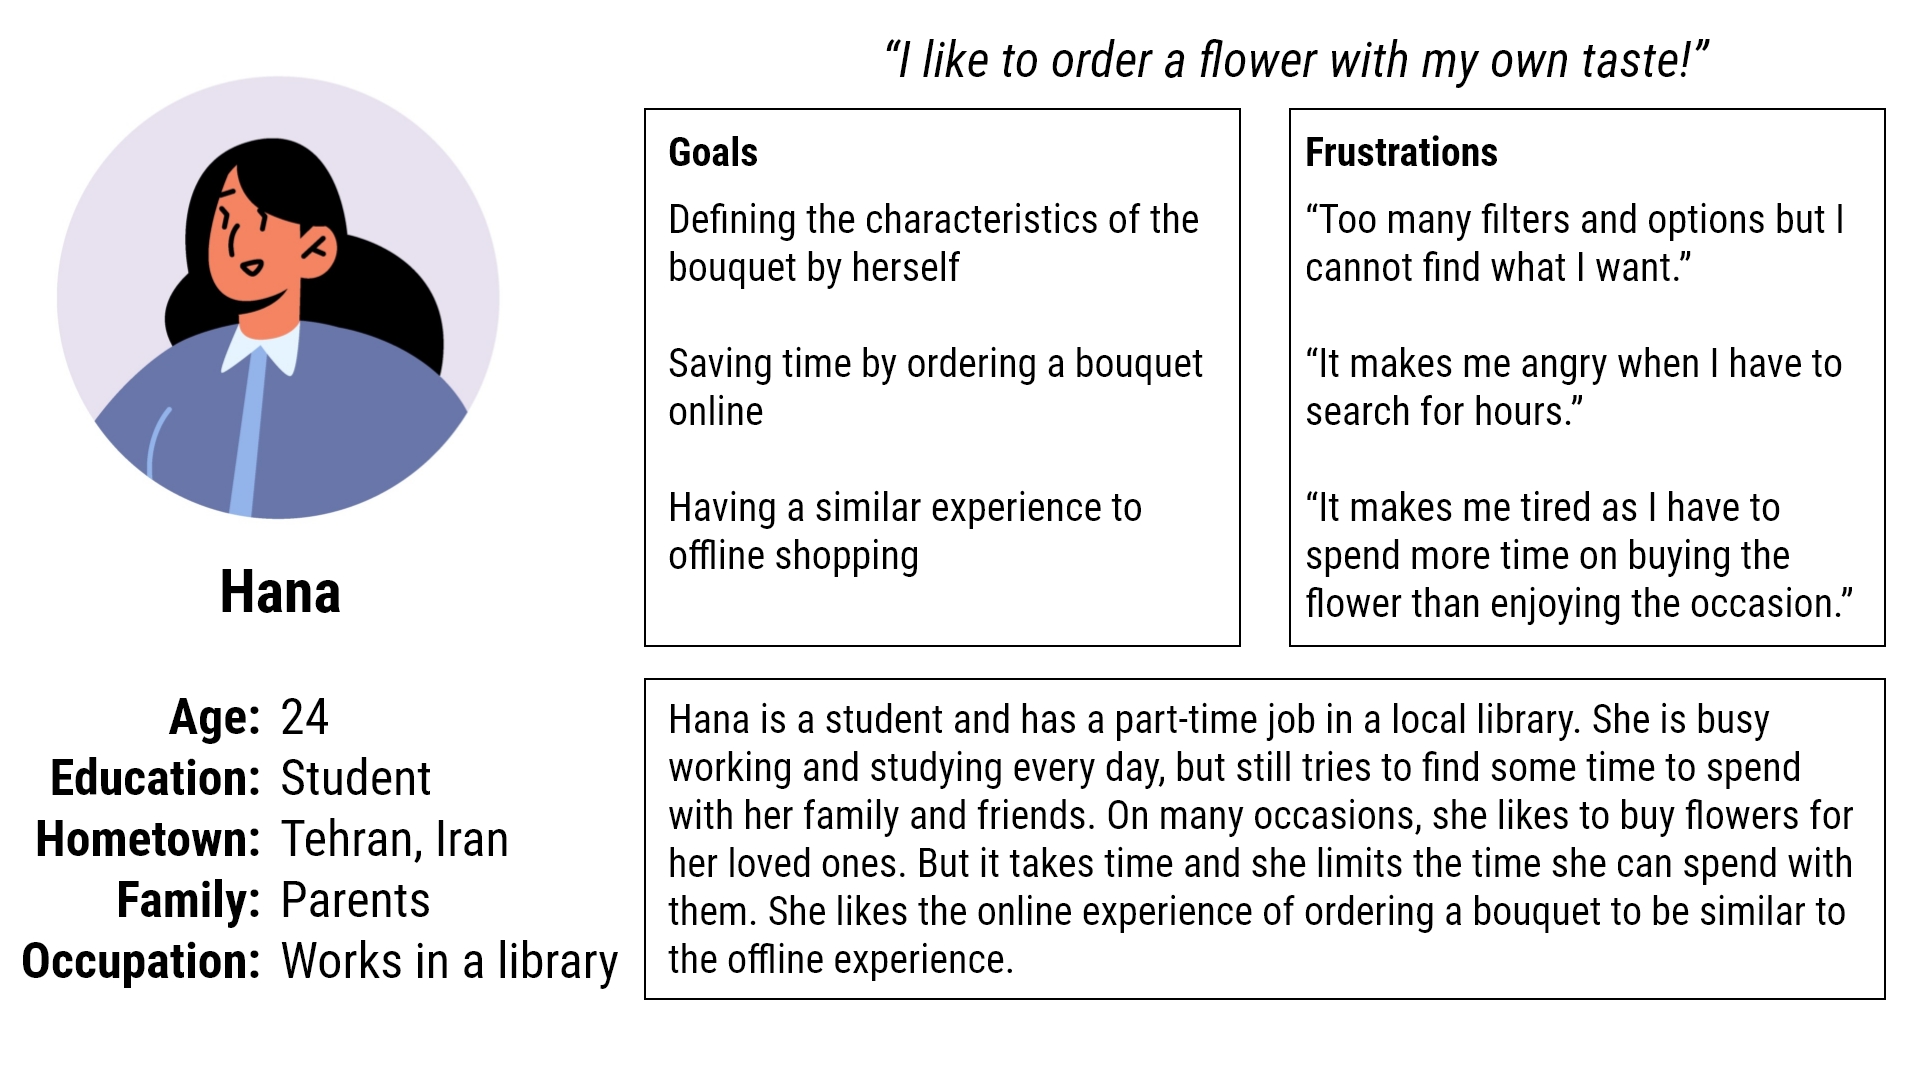 “I like to order a flower with my own taste!”
Hana
Age: 24
Education: Student
Hometown: Tehran, Iran
Family: Parents
Occupation: Works in a library
Goals
Defining the characteristics of the
bouquet by herself
Saving time by ordering a bouquet
online
Having a similar experience to
offline shopping
Frustrations
“Too many filters and options but I
cannot find what I want.”
“It makes me angry when I have to
search for hours.”
“It makes me tired as I have to
spend more time on buying the
flower than enjoying the occasion.”
Hana is a student and has a part-time job in a local library. She is busy
working and studying every day, but still tries to find some time to spend
with her family and friends. On many occasions, she likes to buy flowers for
her loved ones. But it takes time and she limits the time she can spend with
them. She likes the online experience of ordering a bouquet to be similar to
the offline experience.